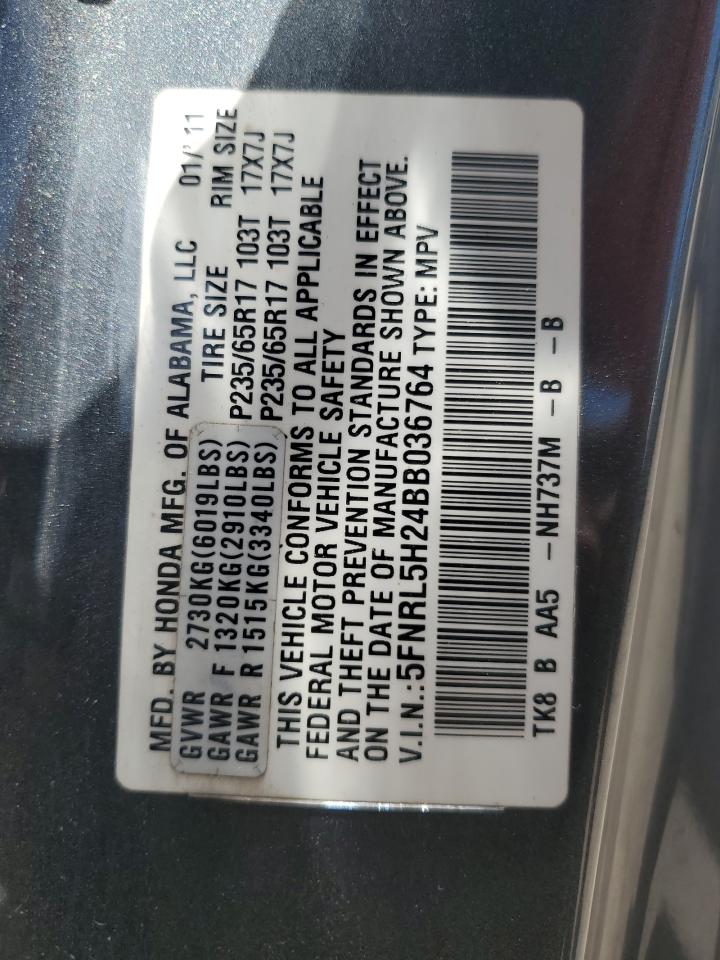 MFD. BY HONDA MFG. OF ALABAMA, LLC 01/'11
GVWR 2730KG(6019LBS) TIRE SIZE RIM SIZE
GAWR F 1320KG(2910LBS) P235/65R17 103T 17X7J
GAWR R 1515KG(3340LBS) P235/65R17 103T 17X7J
THIS VEHICLE CONFORMS TO ALL APPLICABLE
FEDERAL MOTOR VEHICLE SAFETY
AND THEFT PREVENTION STANDARDS IN EFFECT
ON THE DATE OF MANUFACTURE SHOWN ABOVE.
V.I.N.:5FNRL5H24BB036764 TYPE: MPV
TK8 B AA5 -NH737M -B -B